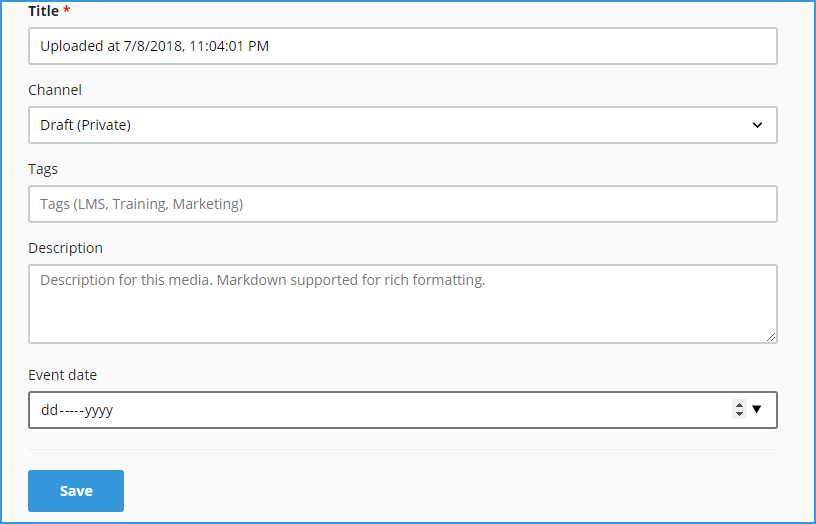 Title *
Uploaded at 7/8/2018, 11:04:01 PM
Channel
Draft (Private)
Tags
Tags (LMS, Training, Marketing)
Description
Description for this media. Markdown supported for rich formatting.
Event date
dd-----yyyy
Save